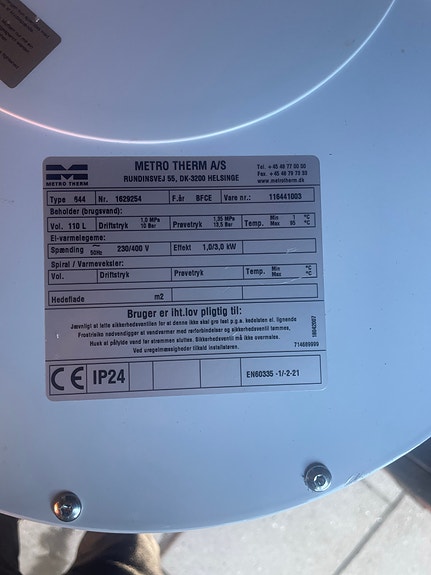 METRO THERM A/S
RUNDINSVEJ 55, DK-3200 HELSINGE
Tel. +45 48 77 00 00
Fax. +45 48 79 73 33
www.metrotherm.dk
METRO THERM
Type 644 Nr. 1629254 F.år BFCE Vare nr.: 116441003
Beholder (brugsvand):
Vol. 110 L Driftstryk 1,0 MPa 10 Bar Prøvetryk 1,35 MPa 13,5 Bar Temp. Min 1 °C Max 95 °C
El-varmelegeme:
Spænding ~ 50Hz 230/400 V Effekt 1,0/3,0 kW
Spiral / Varmeveksler:
Vol. Driftstryk Prøvetryk Temp. Min °C Max °C
Hedeflade m2
Bruger er iht.lov pligtig til:
Jævnligt at lette sikkerhedsventilen for at denne ikke skal gro fast p.g.a. kedelsten el. lignende
Frostrisiko nødvendiggør at vandvarmer med rørforbindelser og sikkerhedsventil tømmes.
Husk at påfylde vand før strømmen sluttes. Sikkerhedsventil må ikke overmales.
Ved uregelmæssigheder tilkald installatøren.
714689999
18042007
CE IP24 EN60335 -1/-2-21